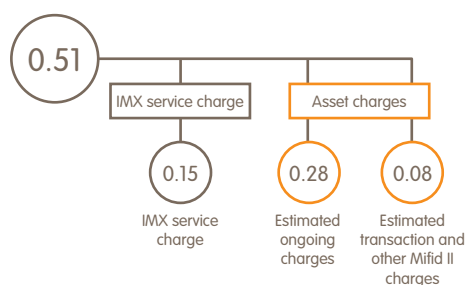 0.51
IMX service charge
Asset charges
0.15
0.28
0.08
IMX service
charge
Estimated
ongoing
charges
Estimated
transaction and
other Mifid II
charges